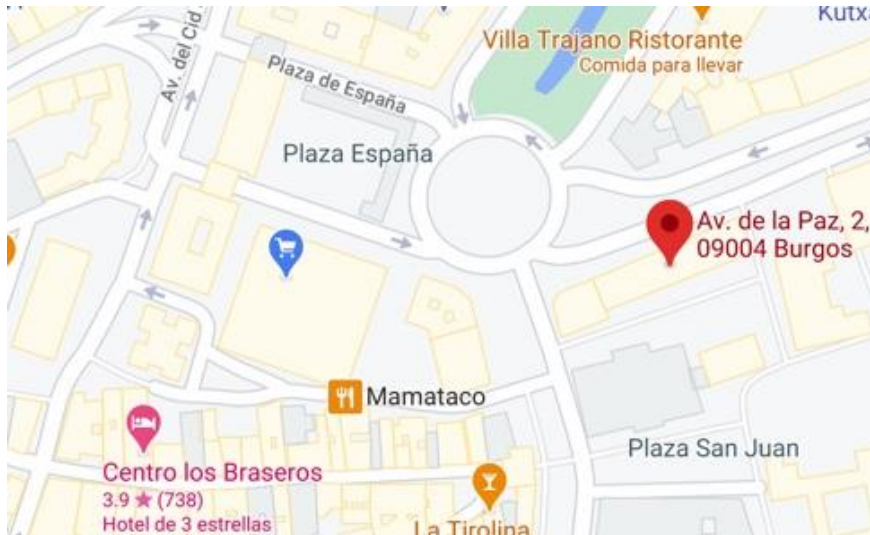 Kutx
Villa Trajano Ristorante
Comida para llevar
Av. del Cid
Plaza de España
Plaza España
Av. de la Paz, 2,
09004 Burgos
Mamataco
Plaza San Juan
Centro los Braseros
3.9 ★ (738)
Hotel de 3 estrellas
La Tirolina